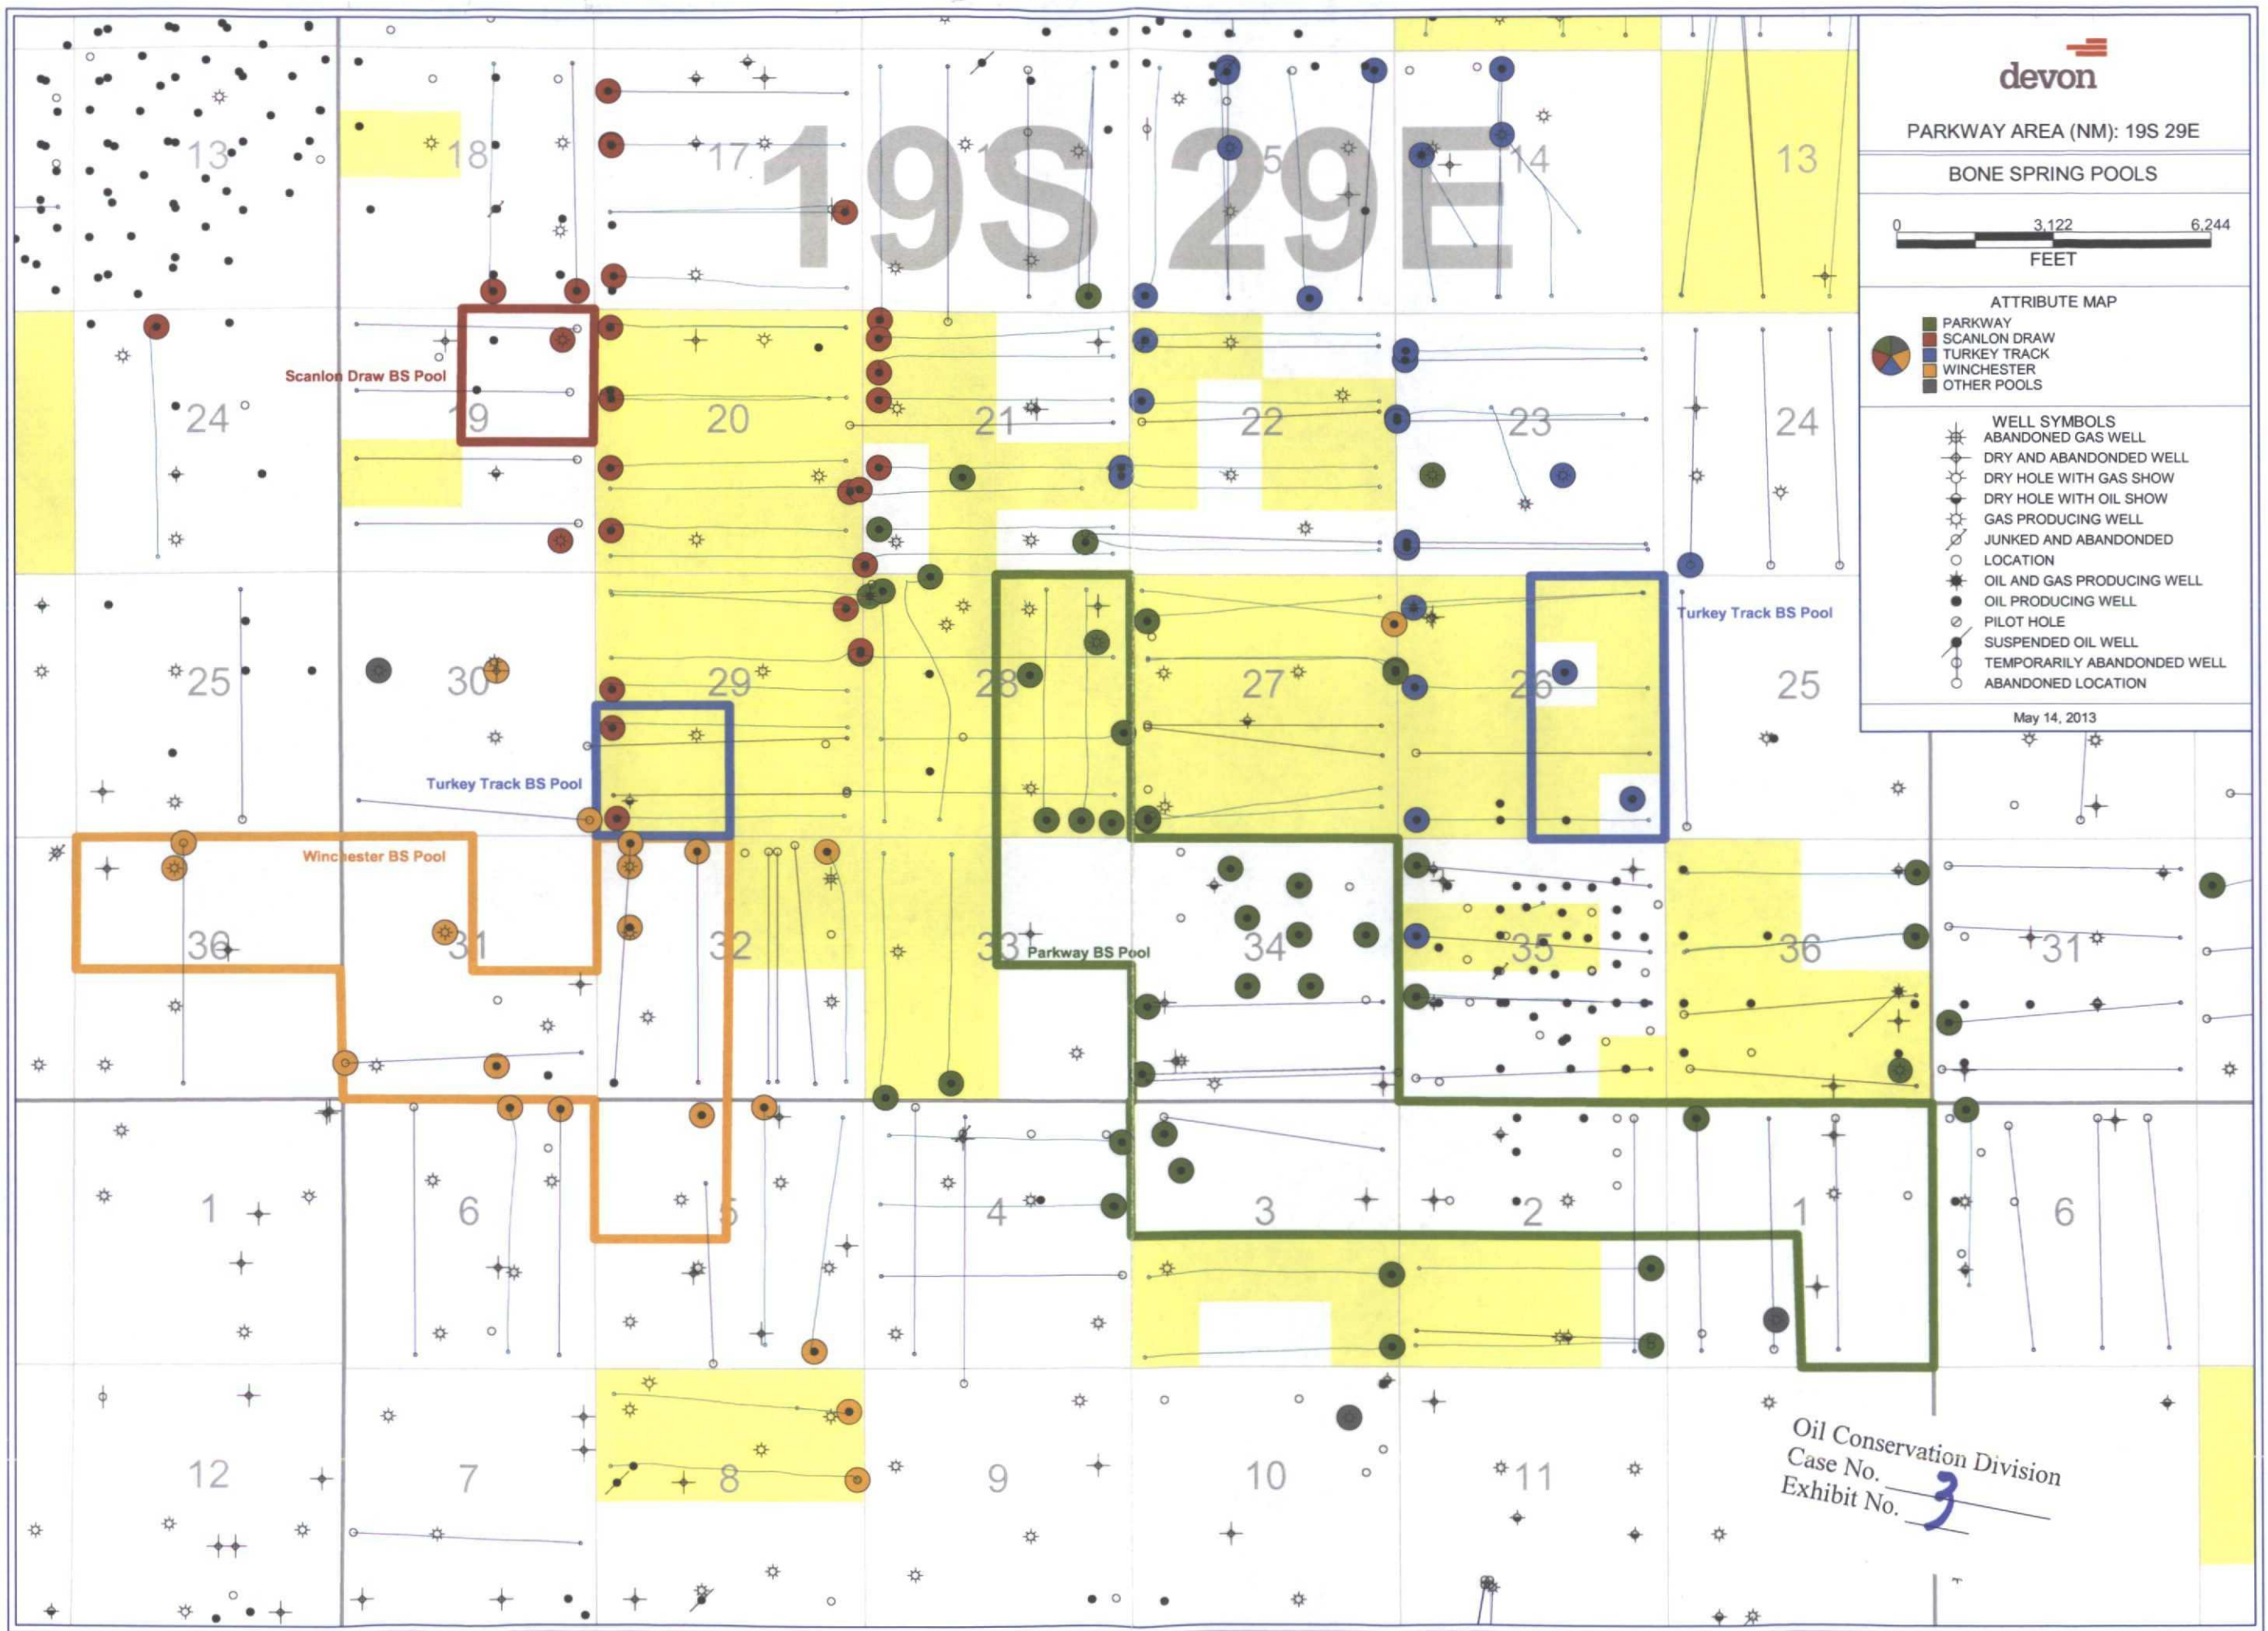 devon
PARKWAY AREA (NM): 19S 29E
BONE SPRING POOLS
0 3,122 6,244
FEET
ATTRIBUTE MAP
PARKWAY
SCANLON DRAW
TURKEY TRACK
WINCHESTER
OTHER POOLS
WELL SYMBOLS
ABANDONED GAS WELL
DRY AND ABANDONDED WELL
DRY HOLE WITH GAS SHOW
DRY HOLE WITH OIL SHOW
GAS PRODUCING WELL
JUNKED AND ABANDONDED
LOCATION
OIL AND GAS PRODUCING WELL
OIL PRODUCING WELL
PILOT HOLE
SUSPENDED OIL WELL
TEMPORARILY ABANDONED WELL
ABANDONED LOCATION
May 14, 2013
19S 29E
13 18 17 1 5 14 13
Scanlon Draw BS Pool
24 19 20 21 22 23 24
Turkey Track BS Pool
25 30 29 28 27 26 25
Turkey Track BS Pool
Winchester BS Pool
36 31 32 33 34 35 36 31
Parkway BS Pool
1 6 5 4 3 2 1 6
12 7 8 9 10 11
Oil Conservation Division
Case No.
Exhibit No. 3